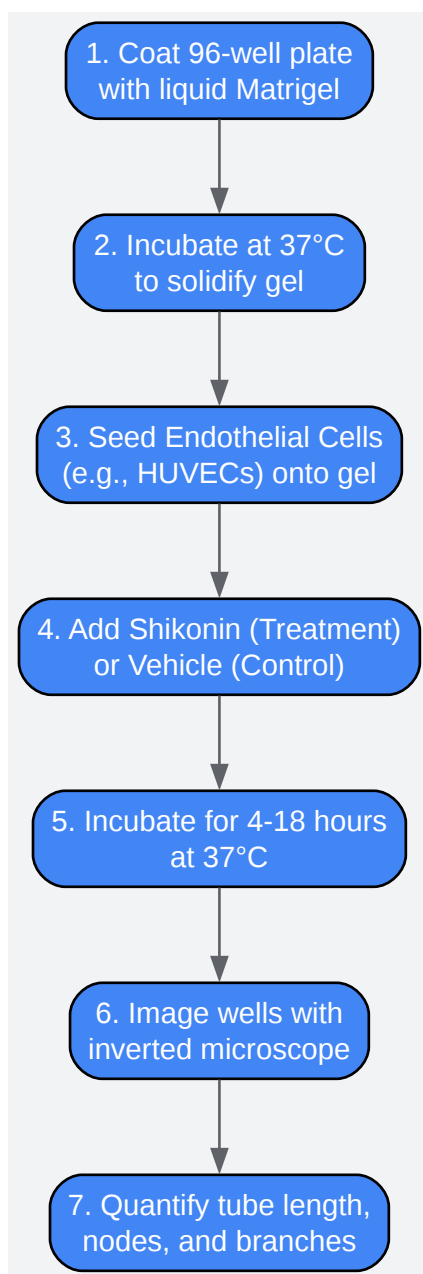 1. Coat 96-well plate
with liquid Matrigel
2. Incubate at 37°C
to solidify gel
3. Seed Endothelial Cells
(e.g., HUVECs) onto gel
4. Add Shikonin (Treatment)
or Vehicle (Control)
5. Incubate for 4-18 hours
at 37°C
6. Image wells with
inverted microscope
7. Quantify tube length,
nodes, and branches